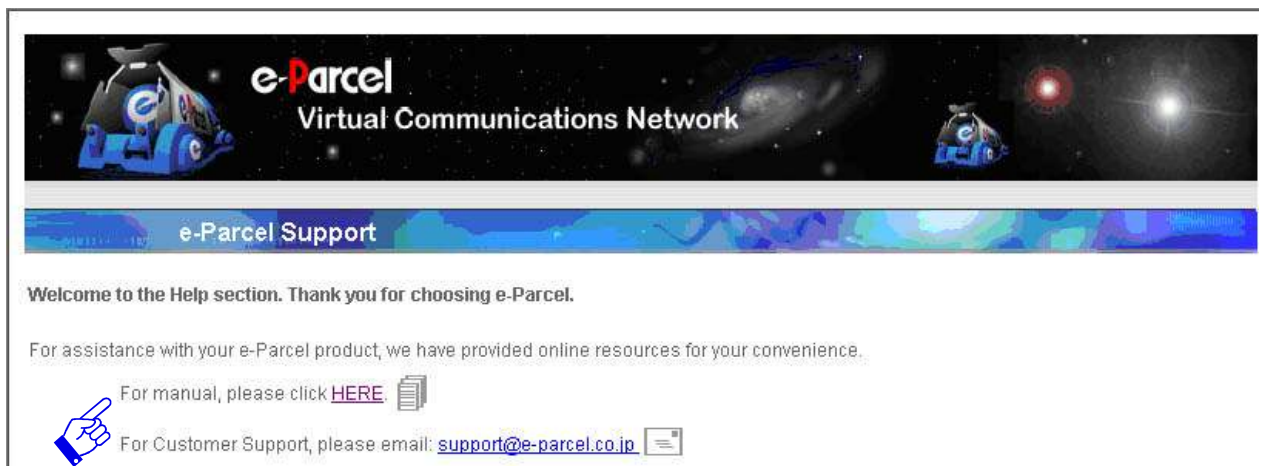 e-Parcel
Virtual Communications Network
e-Parcel Support
Welcome to the Help section. Thank you for choosing e-Parcel.
For assistance with your e-Parcel product, we have provided online resources for your convenience.
For manual, please click HERE.
For Customer Support, please email: support@e-parcel.co.jp